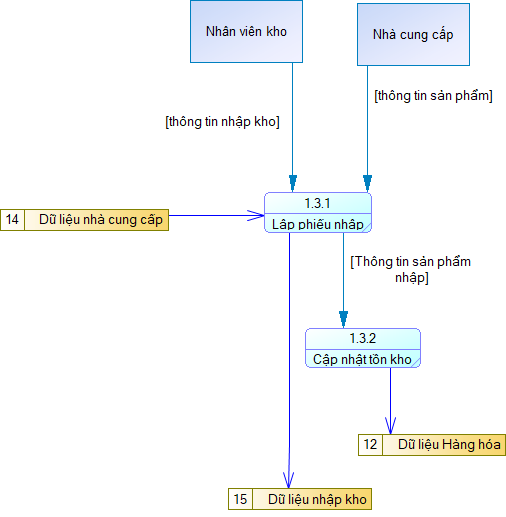 Nhân viên kho
Nhà cung cấp
[thông tin sản phẩm]
[thông tin nhập kho]
1.3.1
Lập phiếu nhập
14 Dữ liệu nhà cung cấp
[Thông tin sản phẩm
nhập]
1.3.2
Cập nhật tồn kho
12 Dữ liệu Hàng hóa
15 Dữ liệu nhập kho